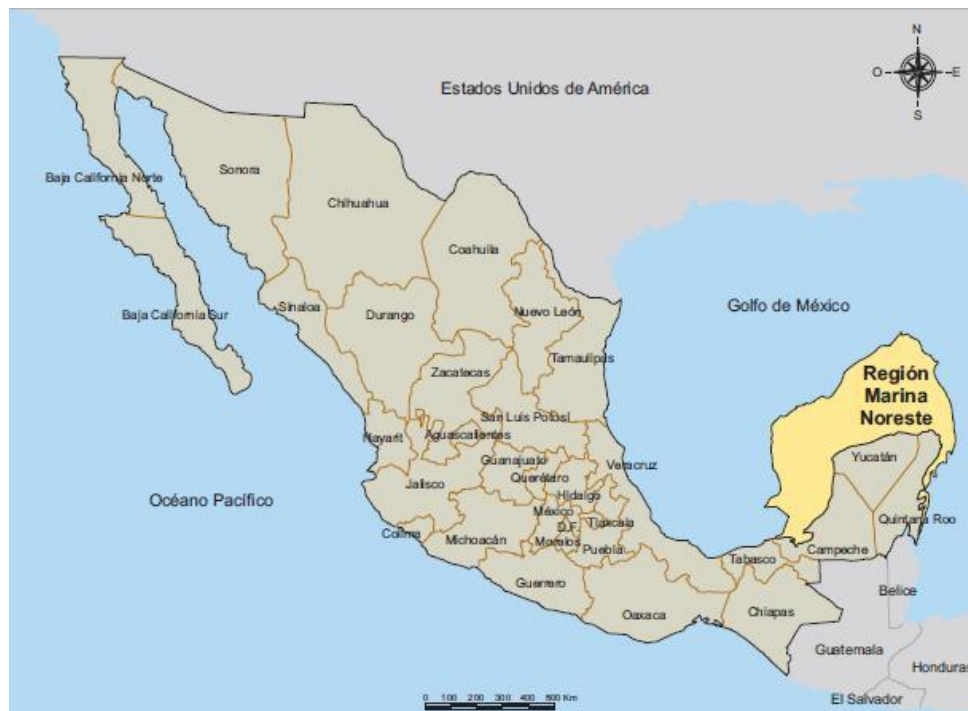 N
O
E
S
Estados Unidos de América
Baja California Norte
Sonora
Chihuahua
Coahuila
Baja California Sur
Sinaloa
Durango
Nuevo León
Golfo de México
Tamaulipas
Zacatecas
Región
Marina
Noreste
San Luis Potosí
Nayarit
Aguascalientes
Guanajuato
Yucatán
Veracruz
Querétaro
Jalisco
Hidalgo
Océano Pacífico
México
Quintana Roo
D.F.
Tlaxcala
Colima
Michoacán
Morelos
Puebla
Tabasco
Campeche
Guerrero
Belice
Oaxaca
Chiapas
Guatemala
Honduras
El Salvador
0 100 200 300 400 500 Km